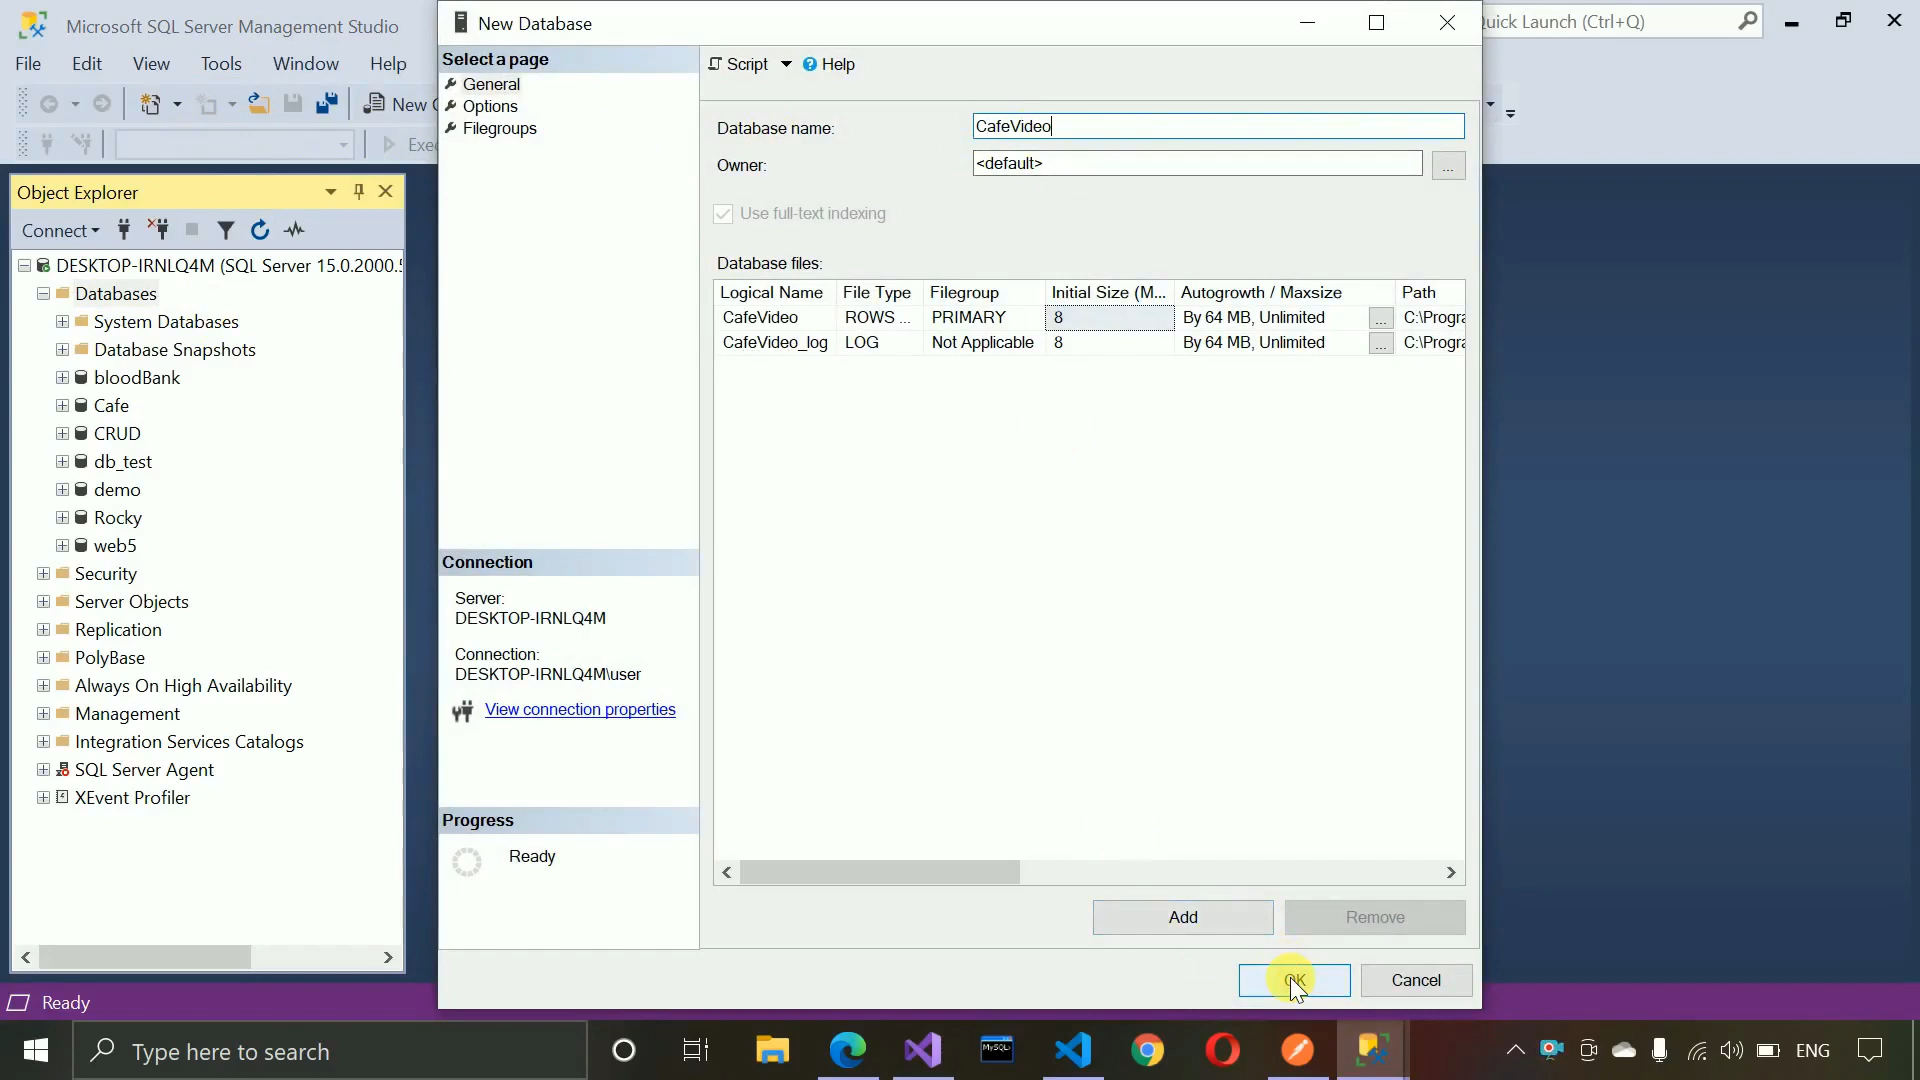 Microsoft SQL Server Management Studio
Quick Launch (Ctrl+Q)
File Edit View Tools Window Help
New
Exe
Object Explorer
Connect
DESKTOP-IRNLQ4M (SQL Server 15.0.2000.5
Databases
System Databases
Database Snapshots
bloodBank
Cafe
CRUD
db_test
demo
Rocky
web5
Security
Server Objects
Replication
PolyBase
Always On High Availability
Management
Integration Services Catalogs
SQL Server Agent
XEvent Profiler
Ready
New Database
Select a page
General
Options
Filegroups
Connection
Server:
DESKTOP-IRNLQ4M
Connection:
DESKTOP-IRNLQ4M\user
View connection properties
Progress
Ready
Script Help
Database name: CafeVideo
Owner: <default> ...
Use full-text indexing
Database files:
Logical Name File Type Filegroup Initial Size (M... Autogrowth / Maxsize Path
CafeVideo ROWS ... PRIMARY 8 By 64 MB, Unlimited ... C:\Progra
CafeVideo_log LOG Not Applicable 8 By 64 MB, Unlimited ... C:\Progra
Add Remove
OK Cancel
Type here to search
MySQL
ENG